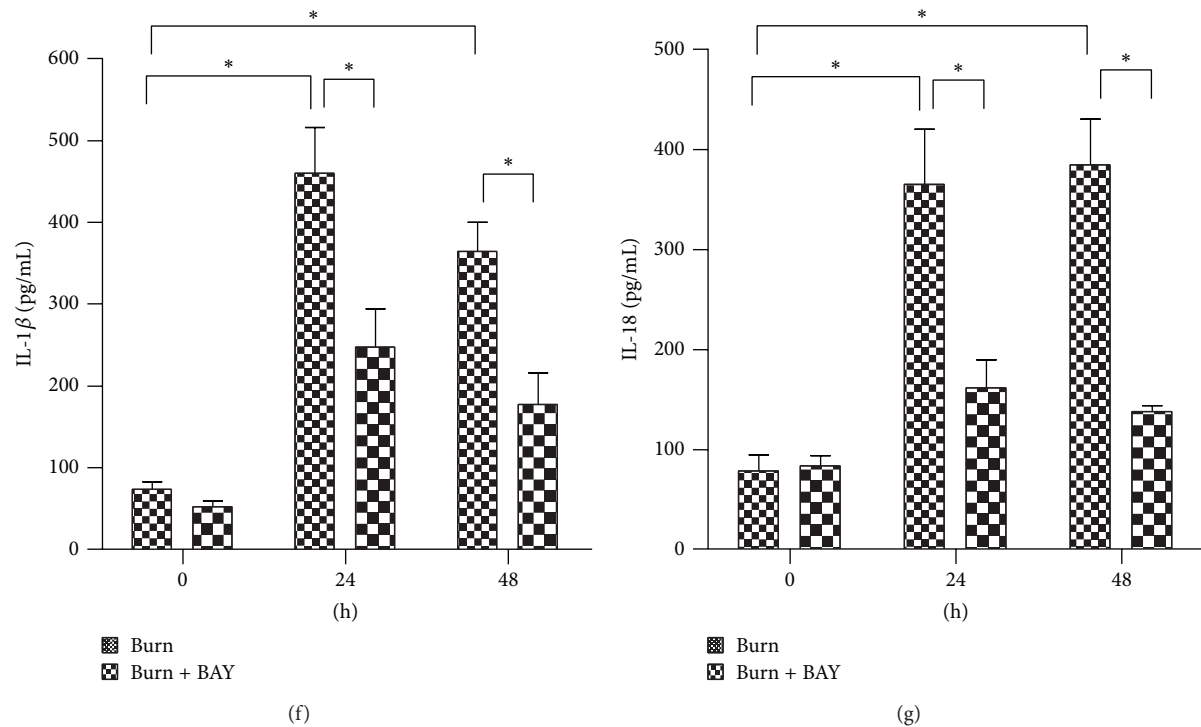 *
*
*
*
600
500
400
300
200
100
0
IL-1β (pg/mL)
0
24
48
(h)
Burn
Burn + BAY
(f)
*
*
*
*
500
400
300
200
100
0
IL-18 (pg/mL)
0
24
48
(h)
Burn
Burn + BAY
(g)